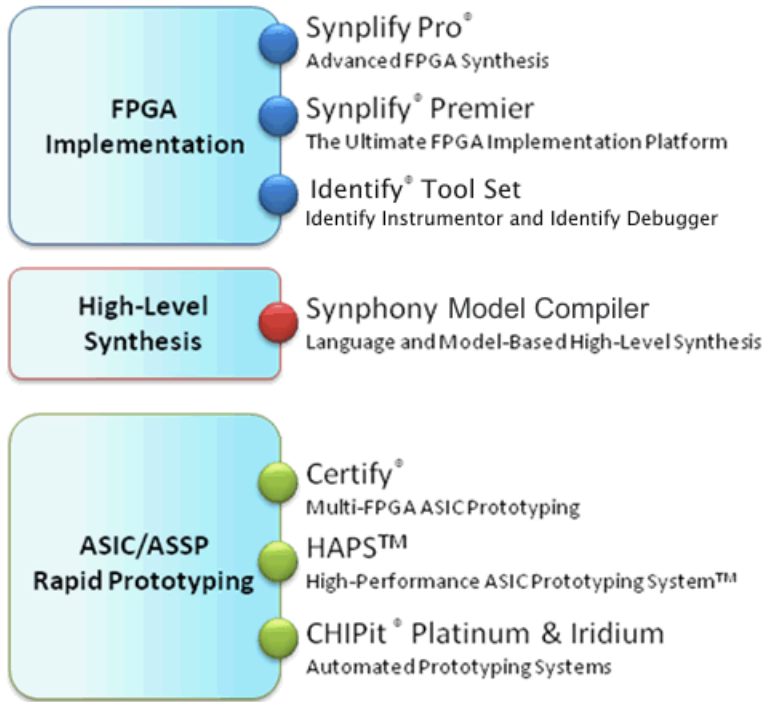 FPGA
Implementation
Synplify Pro®
Advanced FPGA Synthesis
Synplify® Premier
The Ultimate FPGA Implementation Platform
Identify® Tool Set
Identify Instrumentor and Identify Debugger
High-Level
Synthesis
Synphony Model Compiler
Language and Model-Based High-Level Synthesis
ASIC/ASSP
Rapid Prototyping
Certify®
Multi-FPGA ASIC Prototyping
HAPS™
High-Performance ASIC Prototyping System™
CHIPit® Platinum & Iridium
Automated Prototyping Systems